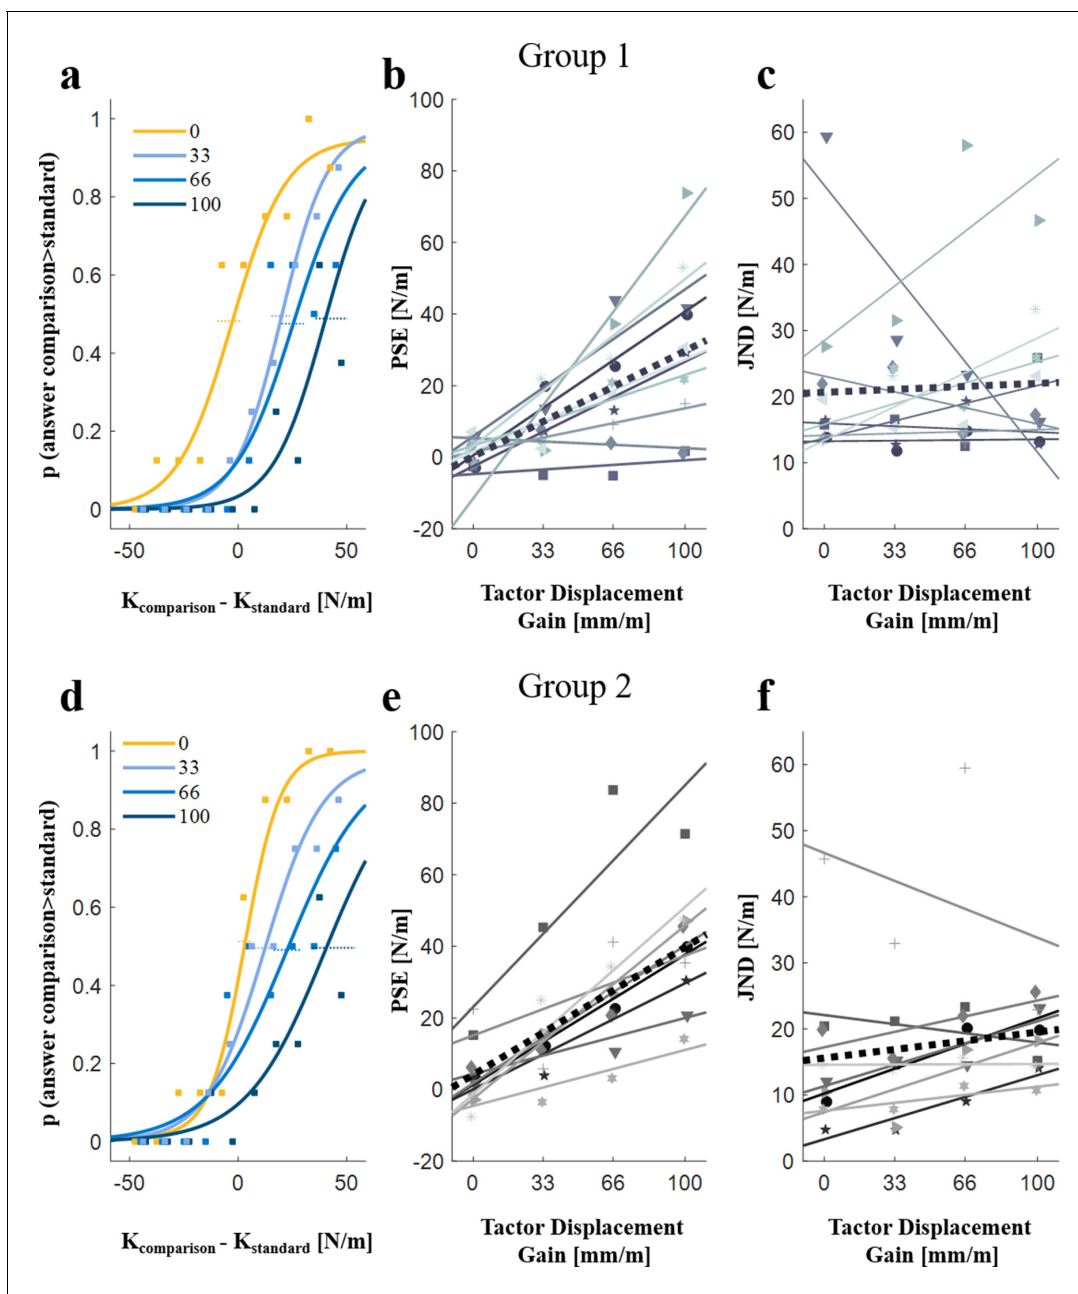 Group 1
a
b
c
0
33
66
100
p (answer comparison>standard)
1
0.8
0.6
0.4
0.2
0
-50
0
50
Kcomparison - Kstandard [N/m]
PSE [N/m]
100
80
60
40
20
0
-20
0
33
66
100
Tactor Displacement
Gain [mm/m]
JND [N/m]
60
50
40
30
20
10
0
0
33
66
100
Tactor Displacement
Gain [mm/m]
Group 2
d
e
f
0
33
66
100
p (answer comparison>standard)
1
0.8
0.6
0.4
0.2
0
-50
0
50
Kcomparison - Kstandard [N/m]
PSE [N/m]
100
80
60
40
20
0
-20
0
33
66
100
Tactor Displacement
Gain [mm/m]
JND [N/m]
60
50
40
30
20
10
0
0
33
66
100
Tactor Displacement
Gain [mm/m]